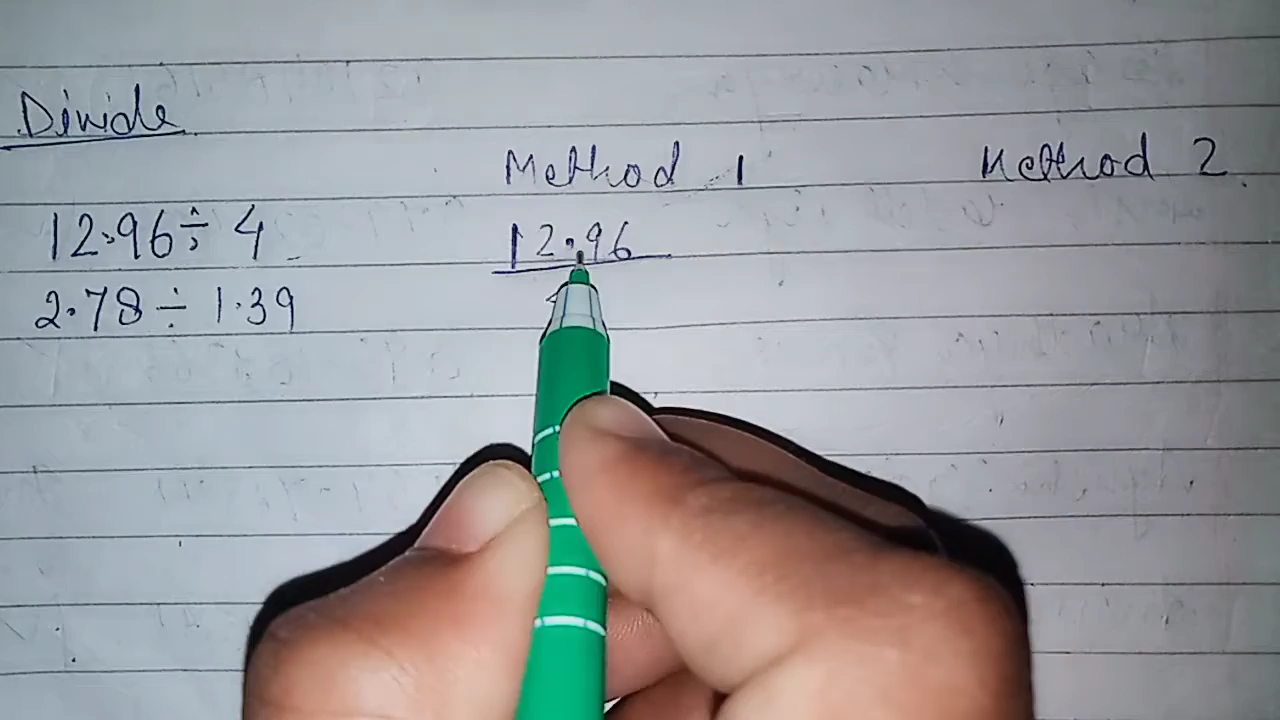 Divide
Method 1
Method 2
12.96 ÷ 4
12.96
2.78 ÷ 1.39